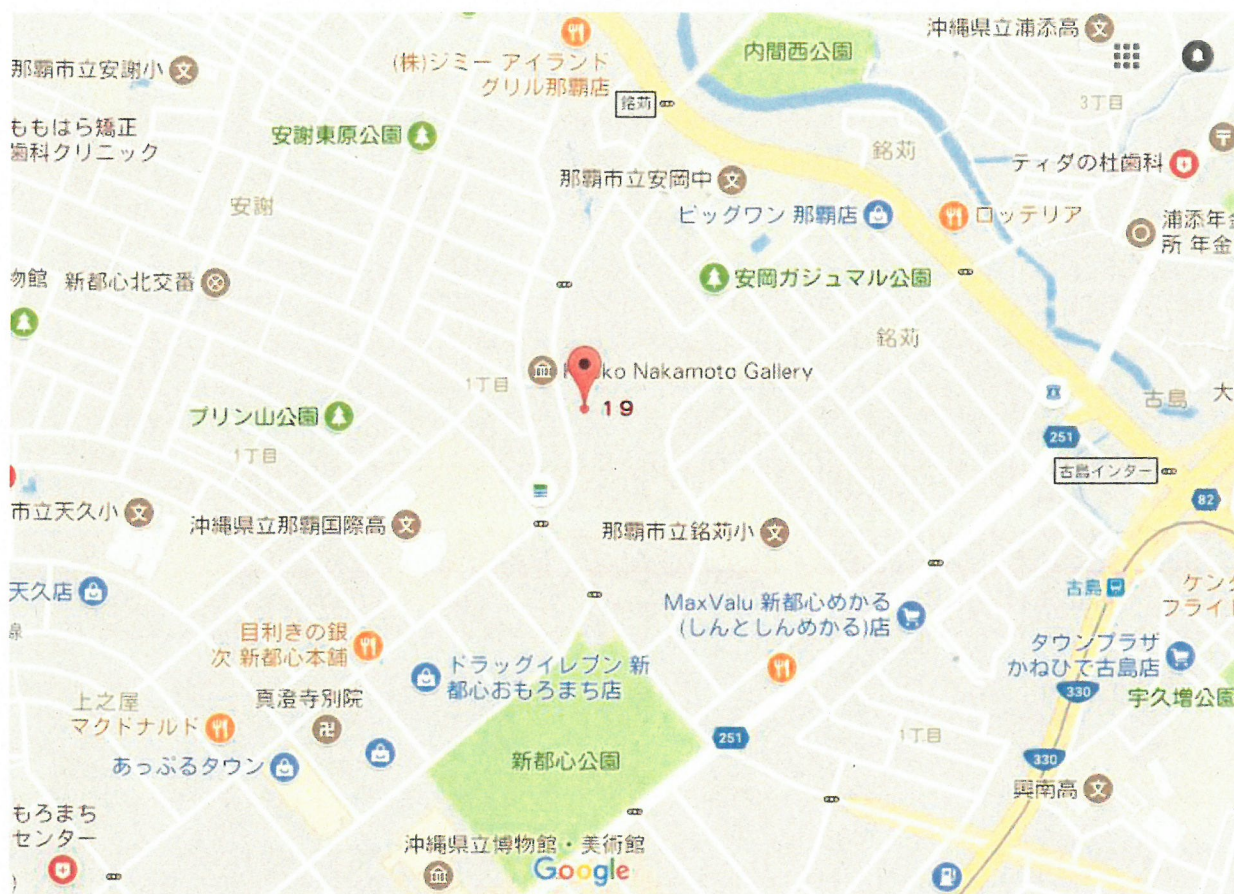 沖縄県立浦添高
内間西公園
(株)ジミー アイランド
グリル那覇店
那覇市立安謝小
銘苅
3丁目
ももはら矯正
歯科クリニック
安謝東原公園
銘苅
ティダの杜歯科
那覇市立安岡中
安謝
ビッグワン 那覇店
ロッテリア
浦添年金
所 年金
物館
新都心北交番
安岡ガジュマル公園
銘苅
Nakamoto Gallery
1丁目
古島
大
19
プリン山公園
251
1丁目
古島インター
82
市立天久小
沖縄県立那覇国際高
那覇市立銘苅小
天久店
古島
ケンタ
フライド
MaxValu 新都心めかる
(しんとしんめかる)店
線
目利きの銀
次 新都心本舗
タウンプラザ
かねひで古島店
ドラッグイレブン 新
都心おもろまち店
上之屋
真澄寺別院
330
宇久増公園
マクドナルド
251
1丁目
あっぷるタウン
新都心公園
330
興南高
もろまち
センター
沖縄県立博物館・美術館
Google